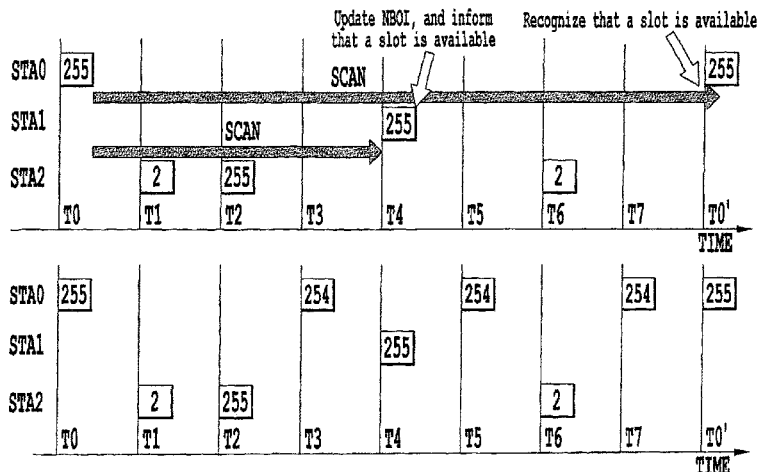 Update NBOI, and inform
that a slot is available
Recognize that a slot is available
STA0 255 SCAN 255
STA1 SCAN 255
STA2 2 255 2
T0 T1 T2 T3 T4 T5 T6 T7 T0'
TIME
STA0 255 254 254 254 255
STA1 255
STA2 2 255 2
T0 T1 T2 T3 T4 T5 T6 T7 T0'
TIME